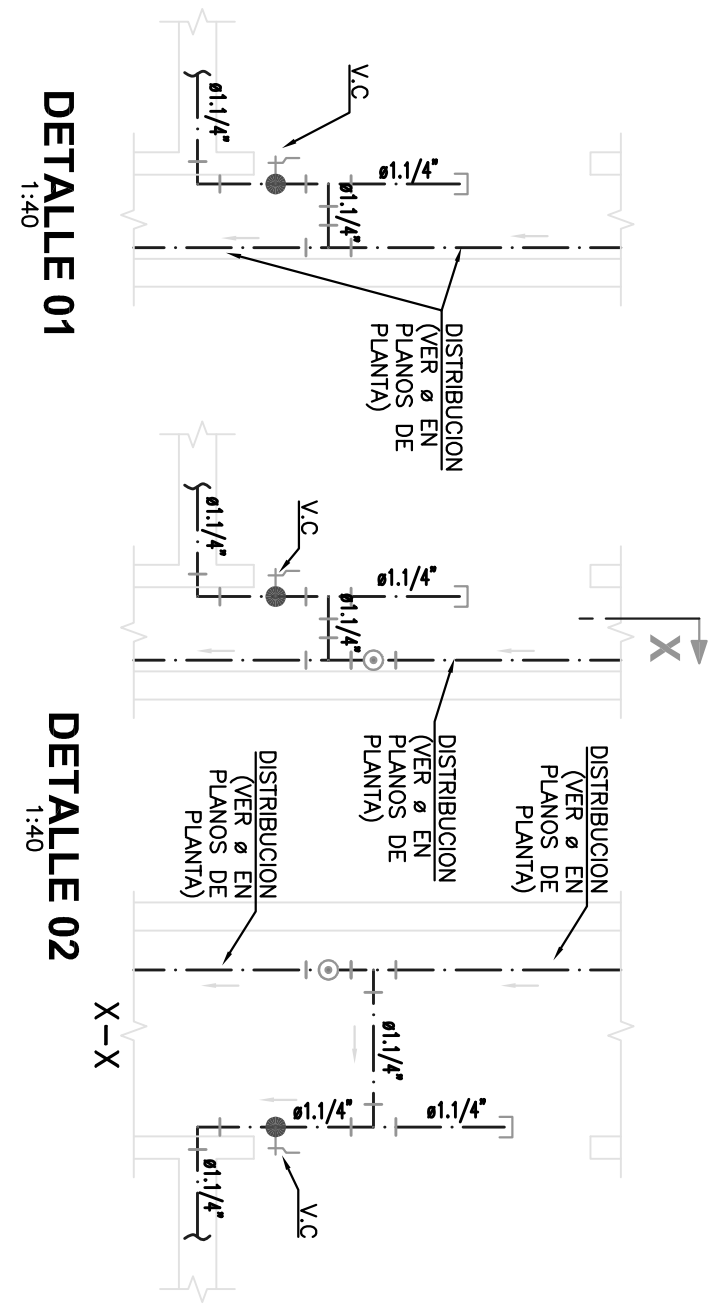 V.C
ø1.1/4"
ø1.1/4"
ø1.1/4"
DISTRIBUCION
(VER ø EN
PLANOS DE
PLANTA)
DETALLE 01
1:40
V.C
ø1.1/4"
ø1.1/4"
ø1.1/4"
X
DISTRIBUCION
(VER ø EN
PLANOS DE
PLANTA)
DISTRIBUCION
(VER ø EN
PLANOS DE
PLANTA)
DISTRIBUCION
(VER ø EN
PLANOS DE
PLANTA)
ø1.1/4"
ø1.1/4"
ø1.1/4"
ø1.1/4"
V.C
X-X
DETALLE 02
1:40